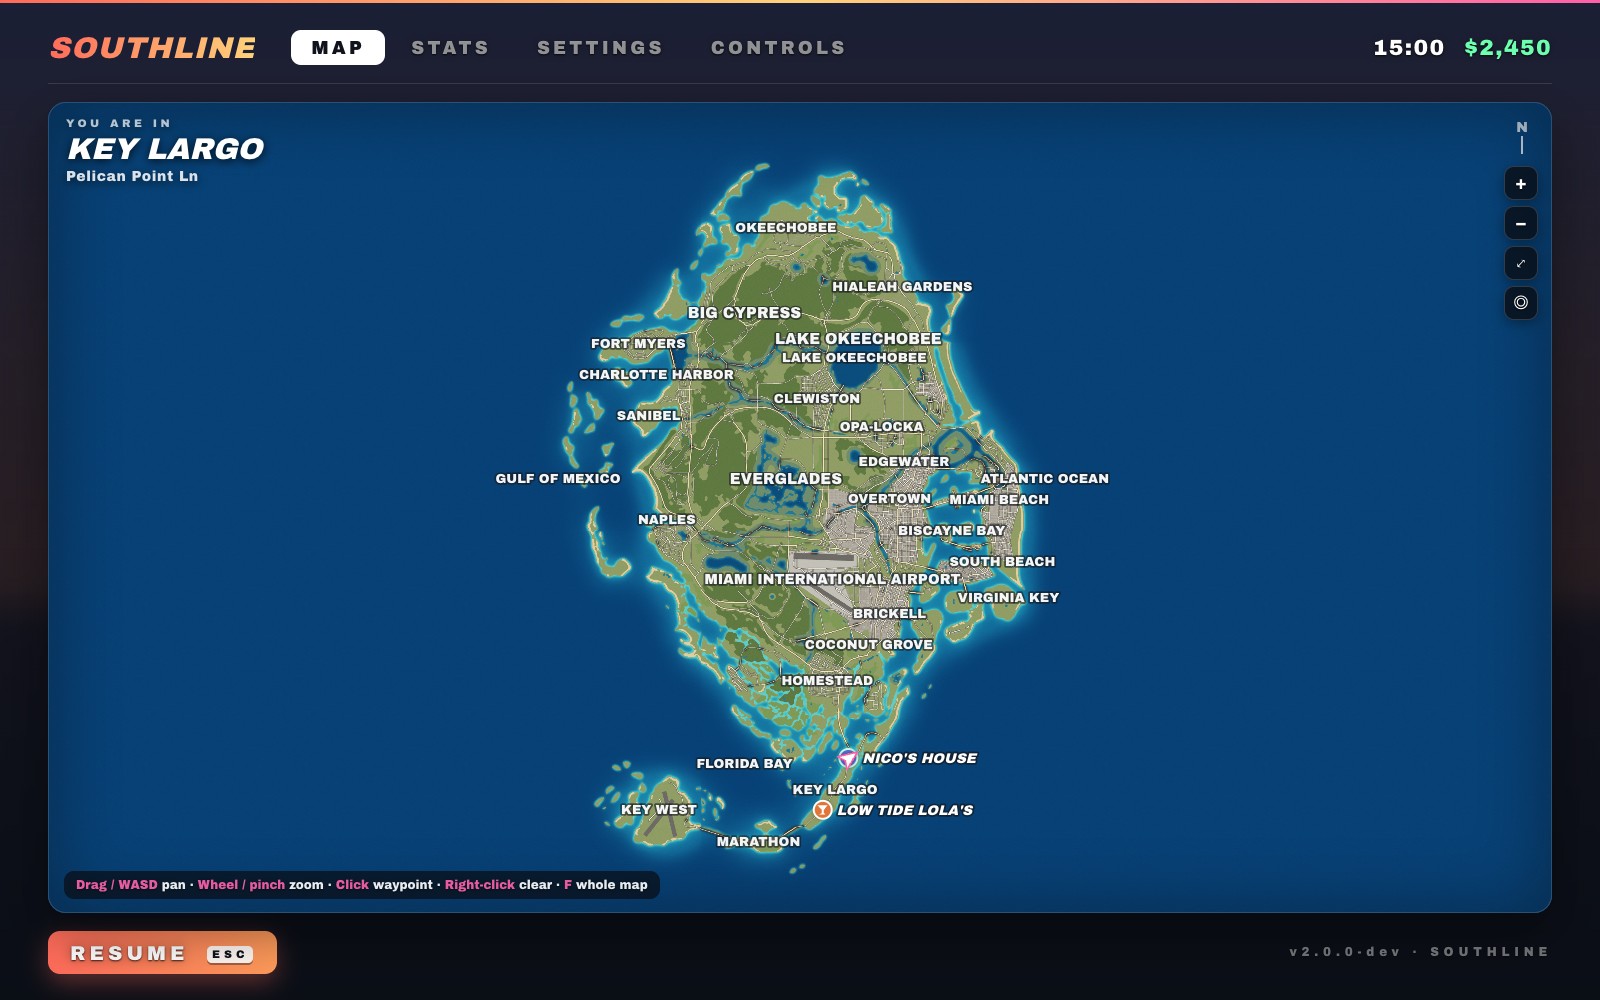 SOUTHLINE MAP STATS SETTINGS CONTROLS 15:00 $2,450
YOU ARE IN
KEY LARGO
Pelican Point Ln
N
+
−
OKEECHOBEE
HIALEAH GARDENS
BIG CYPRESS
LAKE OKEECHOBEE
FORT MYERS
LAKE OKEECHOBEE
CHARLOTTE HARBOR
CLEWISTON
SANIBEL
OPA-LOCKA
EDGEWATER
GULF OF MEXICO
EVERGLADES
ATLANTIC OCEAN
OVERTOWN
MIAMI BEACH
NAPLES
BISCAYNE BAY
SOUTH BEACH
MIAMI INTERNATIONAL AIRPORT
VIRGINIA KEY
BRICKELL
COCONUT GROVE
HOMESTEAD
NICO'S HOUSE
FLORIDA BAY
KEY LARGO
KEY WEST
LOW TIDE LOLA'S
MARATHON
Drag / WASD pan · Wheel / pinch zoom · Click waypoint · Right-click clear · F whole map
RESUME ESC
v2.0.0-dev · SOUTHLINE